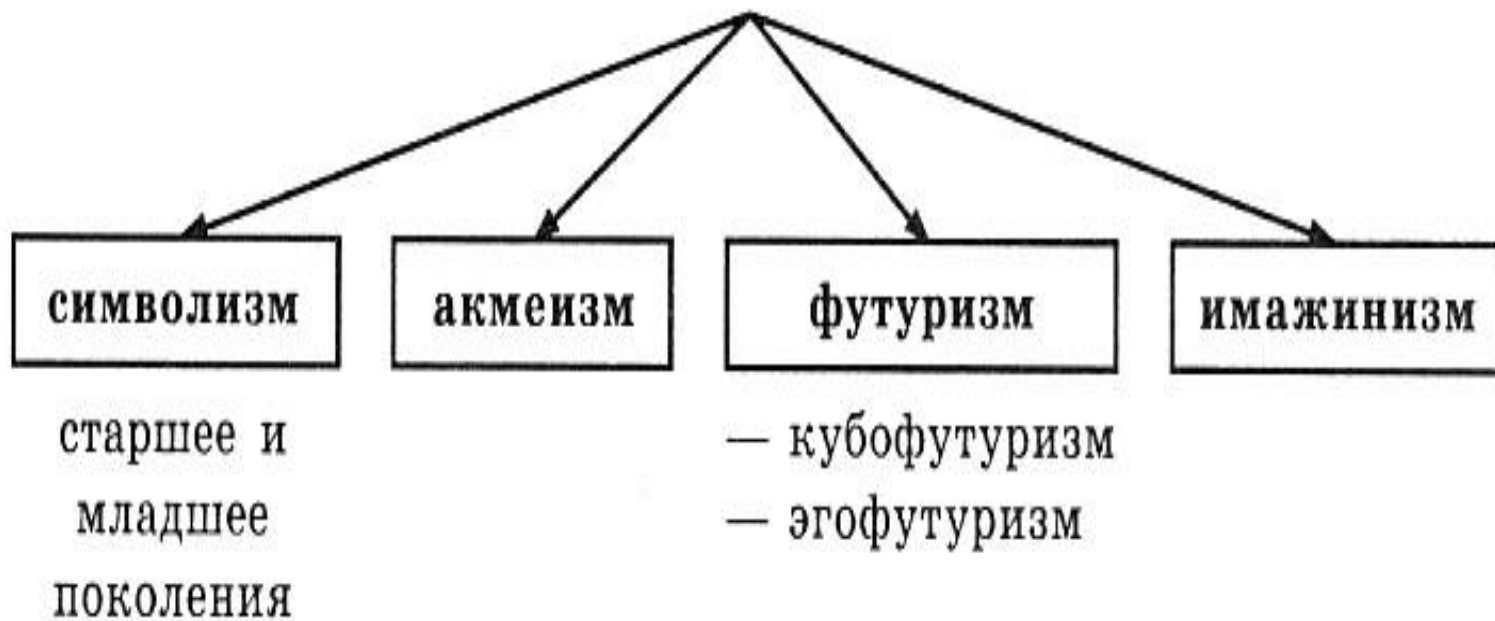 символизм
акмеизм
футуризм
имажинизм
старшее и
младшее
поколения
— кубофутуризм
— эгофутуризм